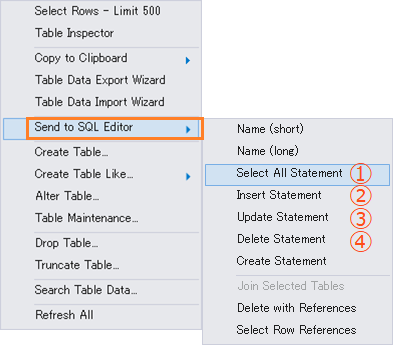 Select Rows - Limit 500
Table Inspector
Copy to Clipboard
Table Data Export Wizard
Table Data Import Wizard
Send to SQL Editor
Create Table...
Create Table Like...
Alter Table...
Table Maintenance...
Drop Table...
Truncate Table...
Search Table Data...
Refresh All
Name (short)
Name (long)
Select All Statement ①
Insert Statement ②
Update Statement ③
Delete Statement ④
Create Statement
Join Selected Tables
Delete with References
Select Row References